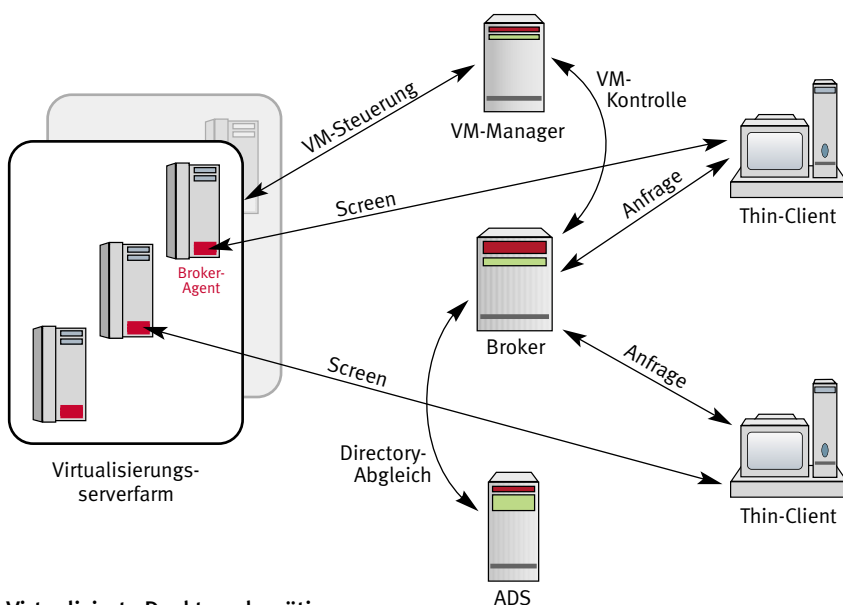 VM-Steuerung
VM-Manager
VM-
Kontrolle
Screen
Anfrage
Thin-Client
Broker-
Agent
Broker
Screen
Anfrage
Virtualisierungs-
serverfarm
Directory-
Abgleich
Thin-Client
ADS